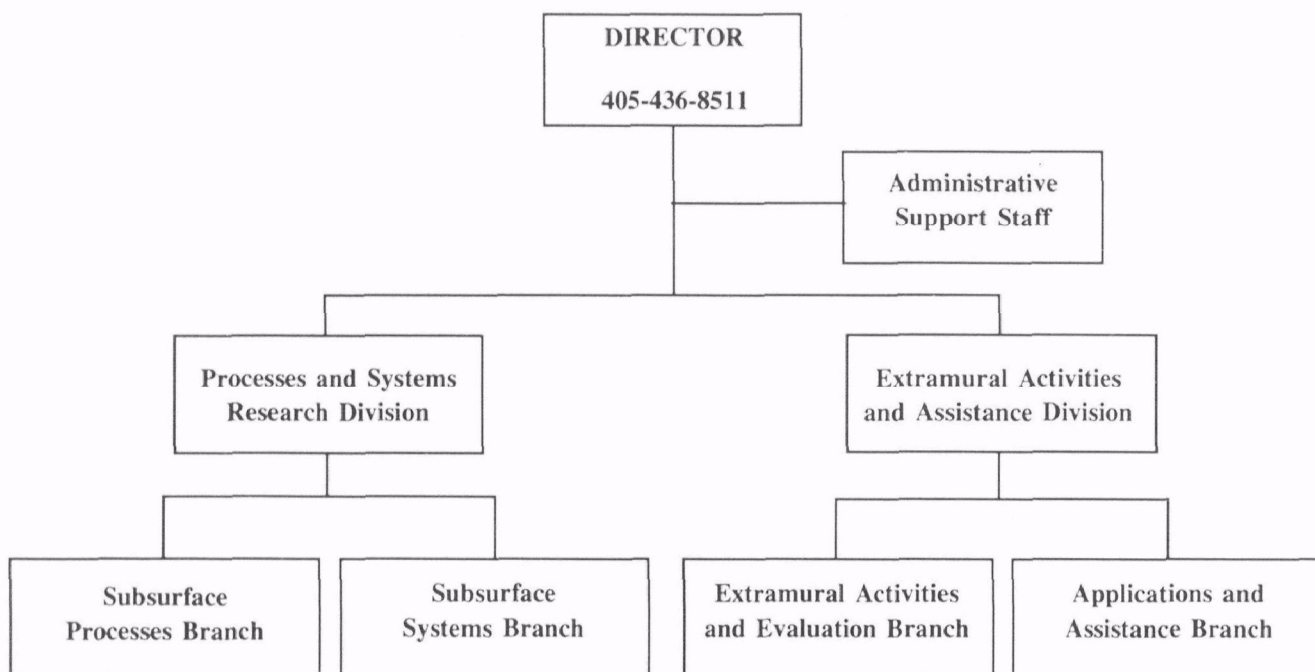 DIRECTOR
405-436-8511
Administrative
Support Staff
Processes and Systems
Research Division
Extramural Activities
and Assistance Division
Subsurface
Processes Branch
Subsurface
Systems Branch
Extramural Activities
and Evaluation Branch
Applications and
Assistance Branch